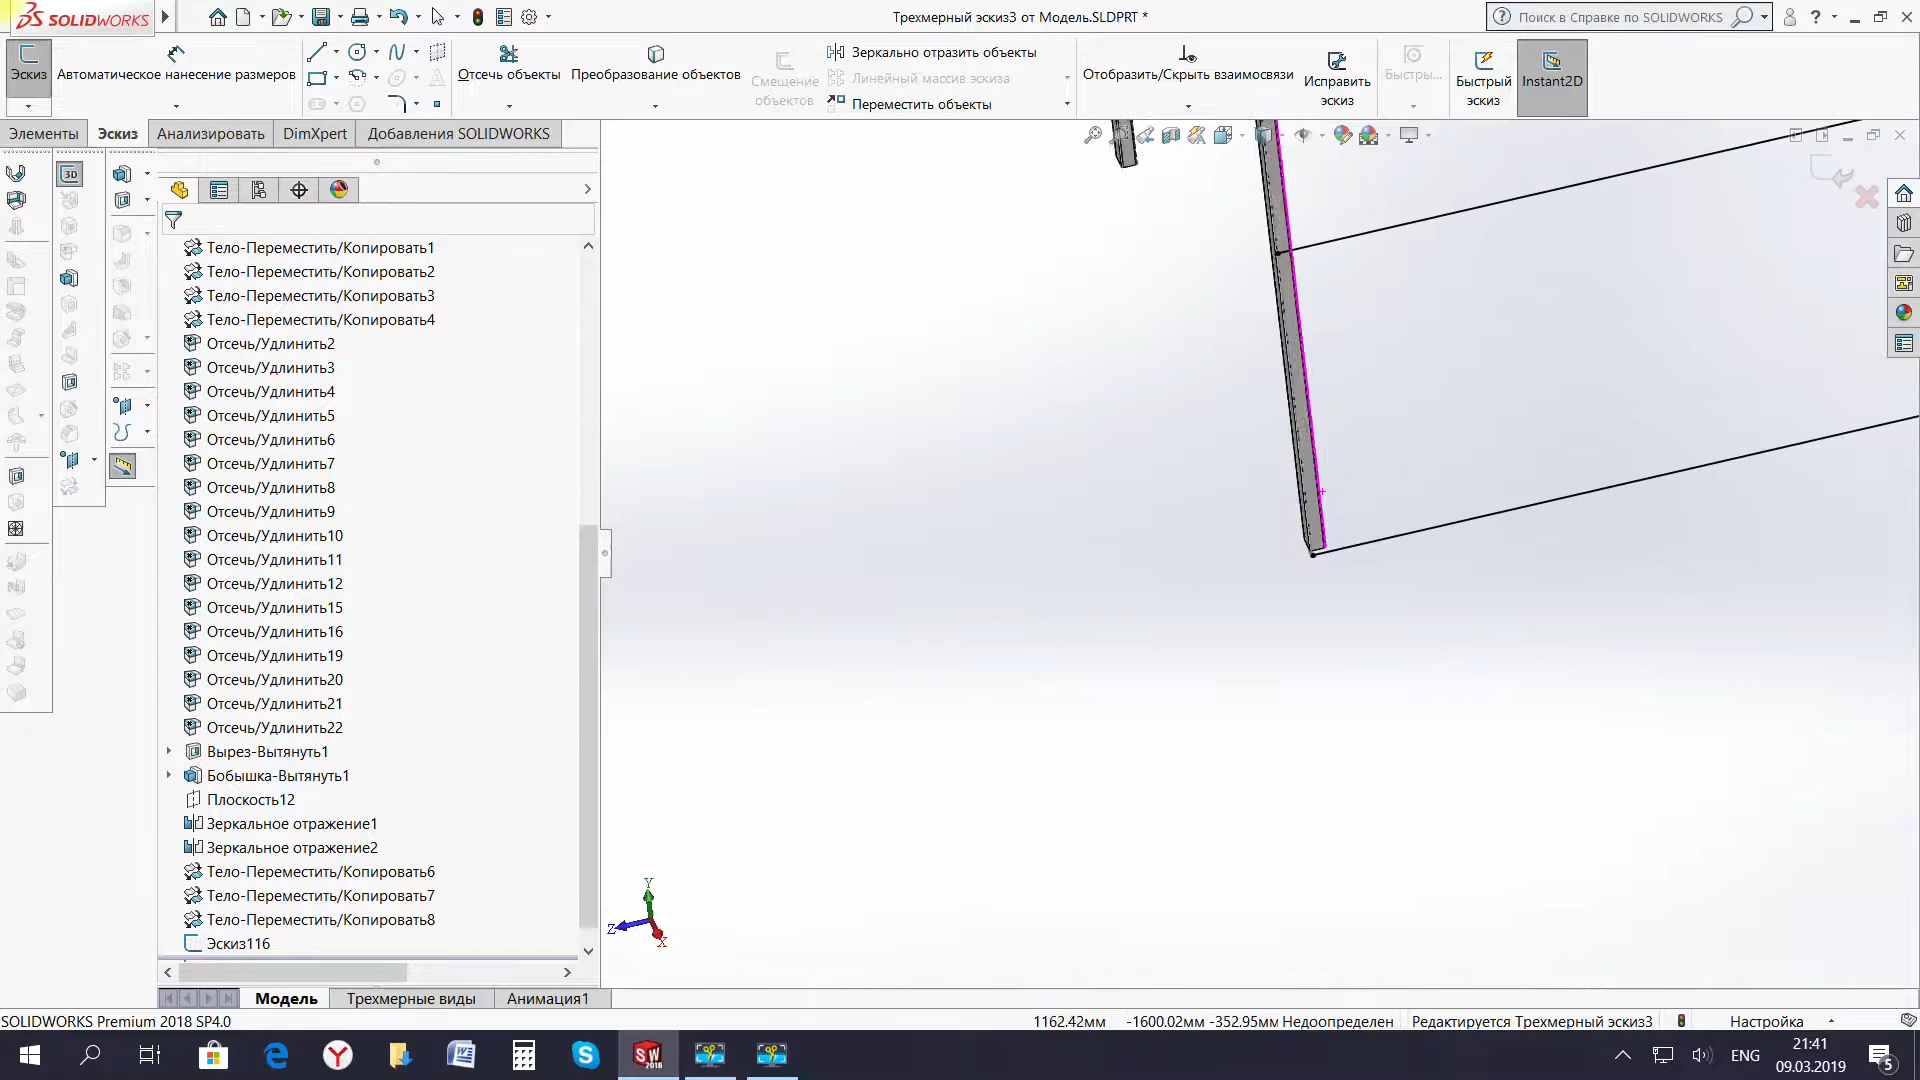 SOLIDWORKS
Трехмерный эскиз3 от Модель.SLDPRT *
Поиск в Справке по SOLIDWORKS
?
Эскиз
Автоматическое нанесение размеров
Отсечь объекты
Преобразование объектов
Смещение объектов
Зеркально отразить объекты
Линейный массив эскиза
Переместить объекты
Отобразить/Скрыть взаимосвязи
Исправить эскиз
Быстры...
Быстрый эскиз
Instant2D
Элементы
Эскиз
Анализировать
DimXpert
Добавления SOLIDWORKS
3D
Тело-Переместить/Копировать1
Тело-Переместить/Копировать2
Тело-Переместить/Копировать3
Тело-Переместить/Копировать4
Отсечь/Удлинить2
Отсечь/Удлинить3
Отсечь/Удлинить4
Отсечь/Удлинить5
Отсечь/Удлинить6
Отсечь/Удлинить7
Отсечь/Удлинить8
Отсечь/Удлинить9
Отсечь/Удлинить10
Отсечь/Удлинить11
Отсечь/Удлинить12
Отсечь/Удлинить15
Отсечь/Удлинить16
Отсечь/Удлинить19
Отсечь/Удлинить20
Отсечь/Удлинить21
Отсечь/Удлинить22
Вырез-Вытянуть1
Бобышка-Вытянуть1
Плоскость12
Зеркальное отражение1
Зеркальное отражение2
Тело-Переместить/Копировать6
Тело-Переместить/Копировать7
Тело-Переместить/Копировать8
Эскиз116
Y
Z
X
Модель
Трехмерные виды
Анимация1
SOLIDWORKS Premium 2018 SP4.0
1162.42мм
-1600.02мм -352.95мм Недоопределен
Редактируется Трехмерный эскиз3
Настройка
SW
2018
ENG
21:41
09.03.2019
5